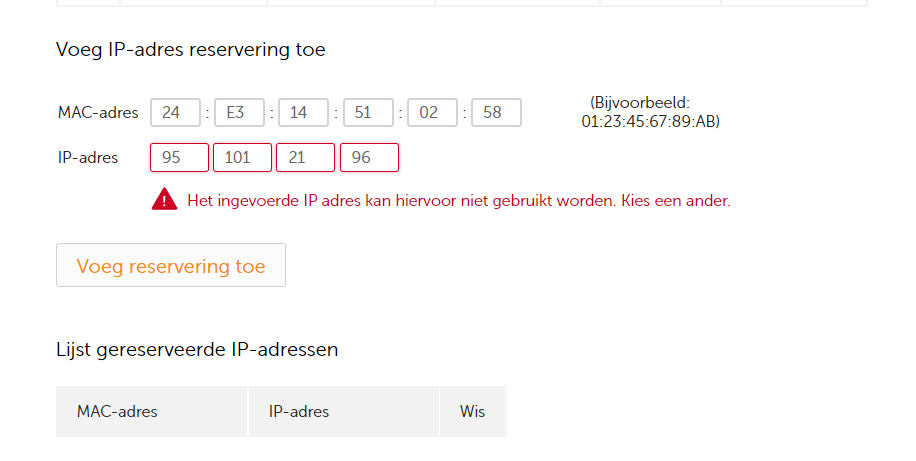 Voeg IP-adres reservering toe
MAC-adres 24 : E3 : 14 : 51 : 02 : 58 (Bijvoorbeeld:
01:23:45:67:89:AB)
IP-adres 95 101 21 96
Het ingevoerde IP adres kan hiervoor niet gebruikt worden. Kies een ander.
Voeg reservering toe
Lijst gereserveerde IP-adressen
MAC-adres IP-adres Wis